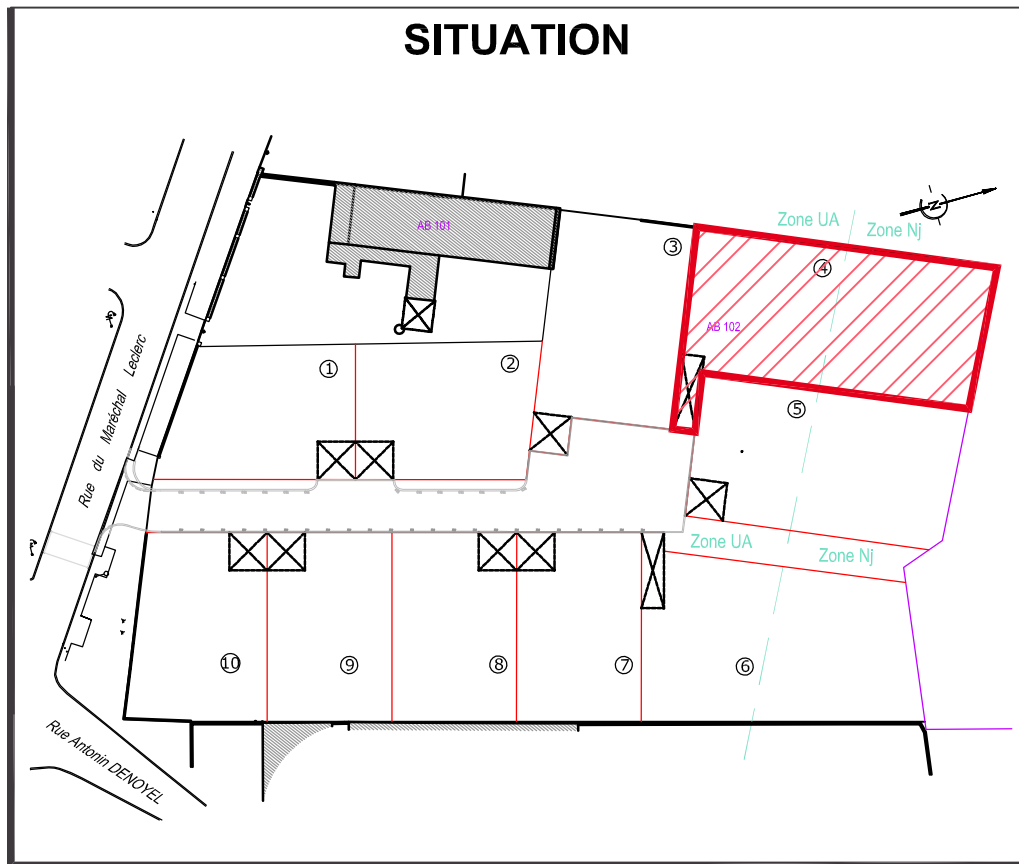 SITUATION
Zone UA
Zone Nj
N
AB 101
3
4
AB 102
1
2
Rue du Maréchal Leclerc
5
Zone UA
Zone Nj
10
9
8
7
6
Rue Antonin DENOYEL